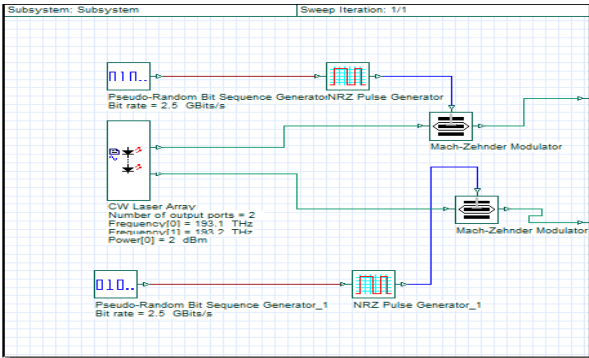 Subsystem: Subsystem
Sweep Iteration: 1/1
010...
Pseudo-Random Bit Sequence Generator
NRZ Pulse Generator
Bit rate = 2.5 GBits/s
Mach-Zehnder Modulator
CW Laser Array
Number of output ports = 2
Frequency[0] = 193.1 THz
Frequency[1] = 193.2 THz
Power[0] = 2 dBm
Mach-Zehnder Modulator
010...
Pseudo-Random Bit Sequence Generator_1
NRZ Pulse Generator_1
Bit rate = 2.5 GBits/s